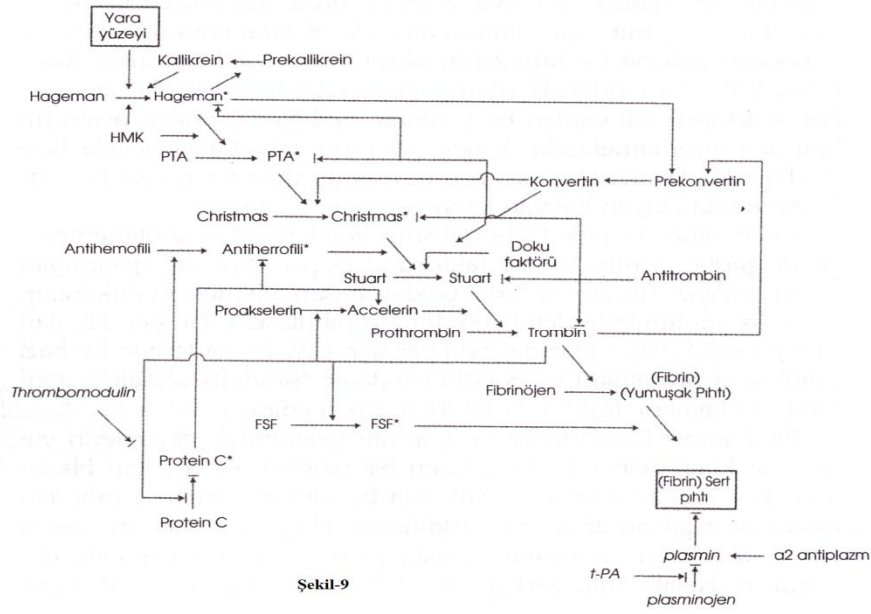 Yara
yüzeyi
Kallikrein
Prekallikrein
Hageman
Hageman*
HMK
PTA
PTA*
Konvertin
Prekonvertin
Christmas
Christmas*
Antihemofili
Antiherrofili*
Doku
faktörü
Stuart
Stuart
Antitrombin
Proakselerin
Accelerin
Protrombin
Trombin
Thrombomodulin
Fibrinöjen
(Fibrin)
(Yumuşak Pıhtı)
FSF
FSF*
Protein C*
(Fibrin) Sert
pıhtı
Protein C
plasmin
a2 antiplazm
t-PA
plasminojen
Şekil-9